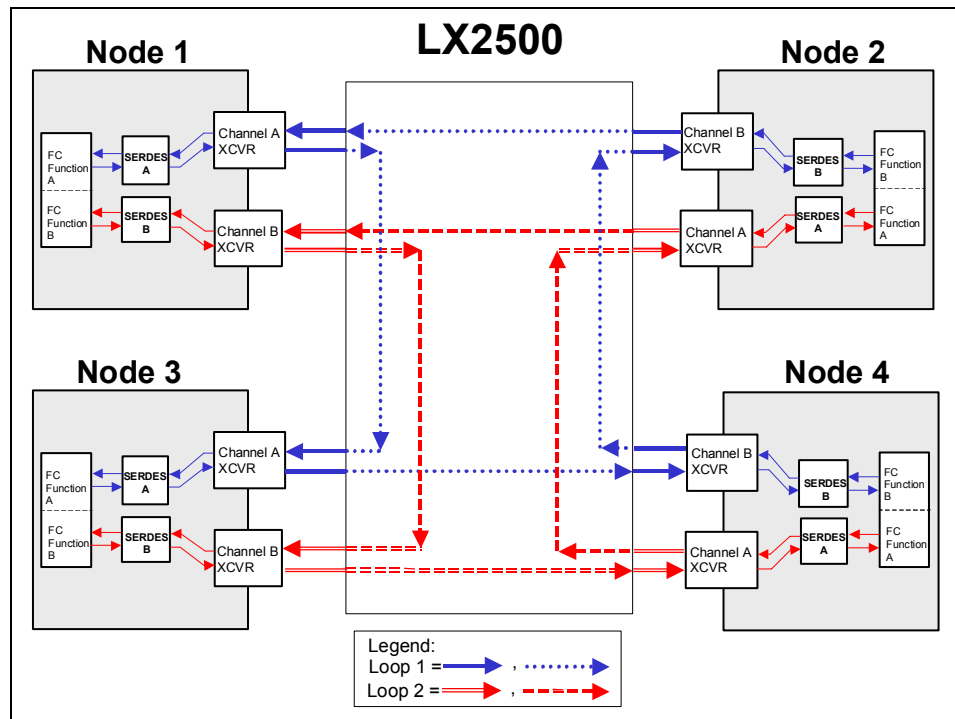 LX2500
Node 1
Node 2
Channel A
XCVR
FC
Function
A
SERDES
A
FC
Function
B
SERDES
B
Channel B
XCVR
Channel B
XCVR
SERDES
B
FC
Function
B
Channel A
XCVR
SERDES
A
FC
Function
A
Node 3
Node 4
Channel A
XCVR
FC
Function
A
SERDES
A
FC
Function
B
SERDES
B
Channel B
XCVR
Channel B
XCVR
SERDES
B
FC
Function
B
Channel A
XCVR
SERDES
A
FC
Function
A
Legend:
Loop 1 = ,
Loop 2 = ,